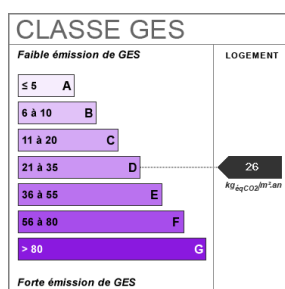 CLASSE GES
Faible émission de GES
LOGEMENT
≤ 5 A
6 à 10 B
11 à 20 C
21 à 35 D
26
kgéqCO2/m².an
36 à 55 E
56 à 80 F
> 80 G
Forte émission de GES